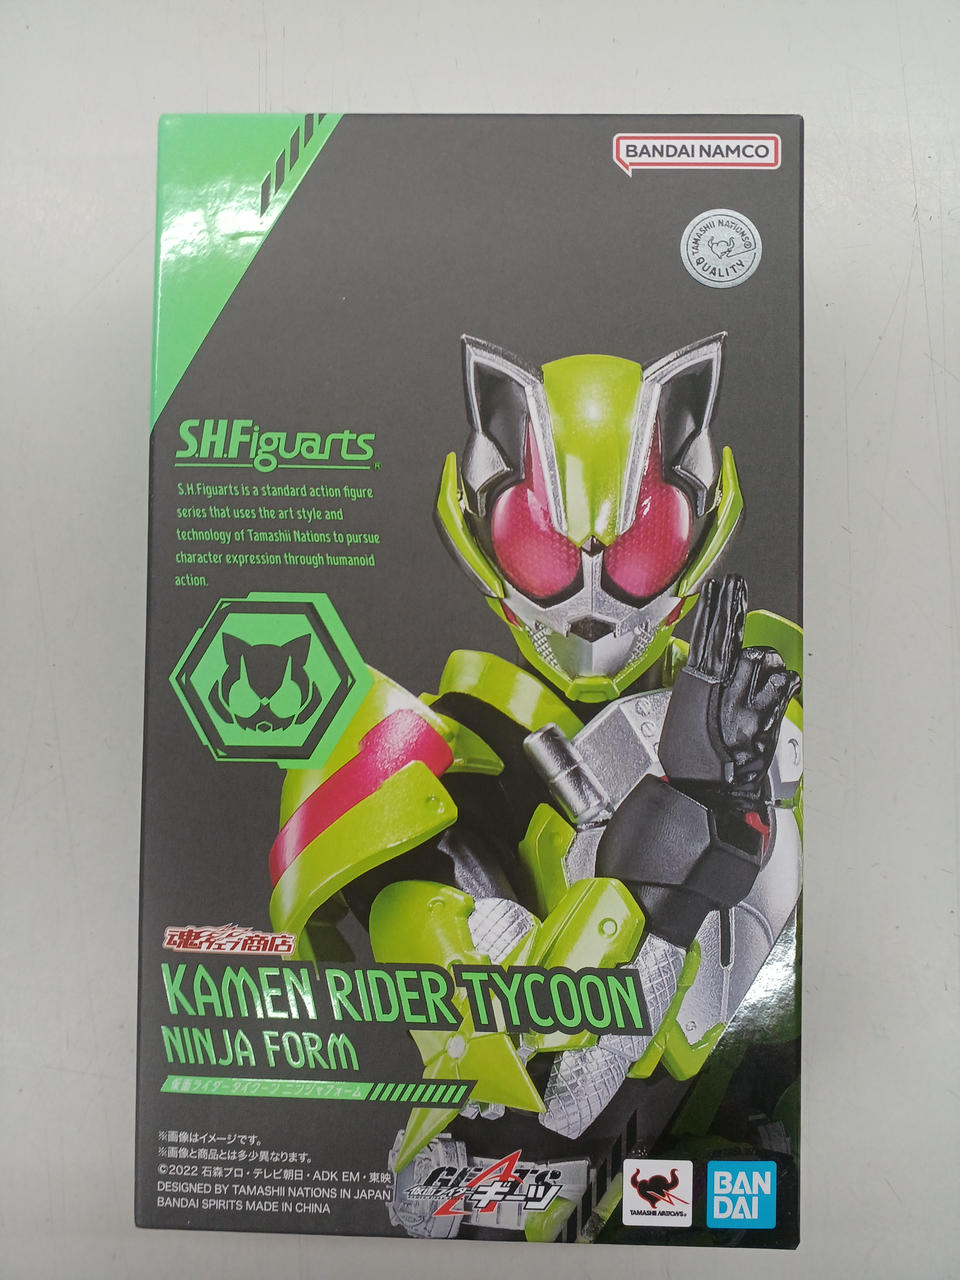 BANDAI NAMCO
TAMASHII NATIONS®
QUALITY
S.H.Figuarts®
S.H.Figuarts is a standard action figure
series that uses the art style and
technology of Tamashii Nations to pursue
character expression through humanoid
action.
魂ウェブ商店
KAMEN RIDER TYCOON
NINJA FORM
仮面ライダータイクーン ニンジャフォーム
※画像はイメージです。
※画像と商品とは多少異なります。
©2022 石森プロ・テレビ朝日・ADK EM・東映
DESIGNED BY TAMASHII NATIONS IN JAPAN
BANDAI SPIRITS MADE IN CHINA
GEATS
仮面ライダーギーツ
TAMASHII NATIONS®
BAN
DAI